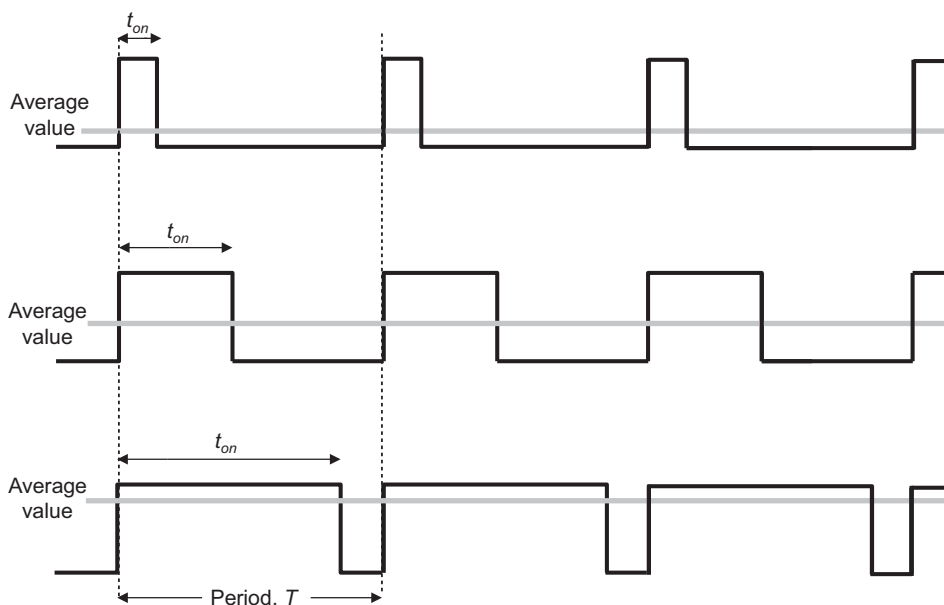 t_on
Average
value
t_on
Average
value
t_on
Average
value
Period, T